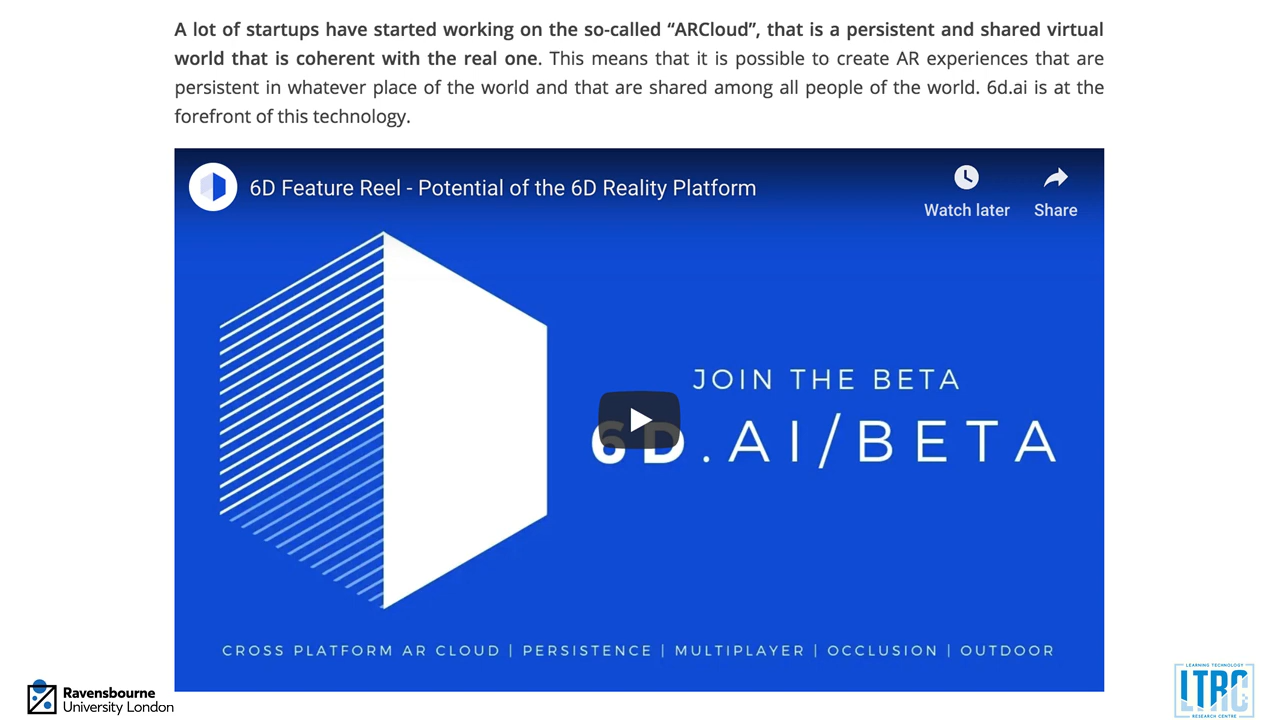 A lot of startups have started working on the so-called “ARCloud”, that is a persistent and shared virtual
world that is coherent with the real one. This means that it is possible to create AR experiences that are
persistent in whatever place of the world and that are shared among all people of the world. 6d.ai is at the
forefront of this technology.
6D Feature Reel - Potential of the 6D Reality Platform
Watch later
Share
JOIN THE BETA
6D.AI/BETA
CROSS PLATFORM AR CLOUD | PERSISTENCE | MULTIPLAYER | OCCLUSION | OUTDOOR
Ravensbourne
University London
LEARNING TECHNOLOGY
LTRC
RESEARCH CENTRE